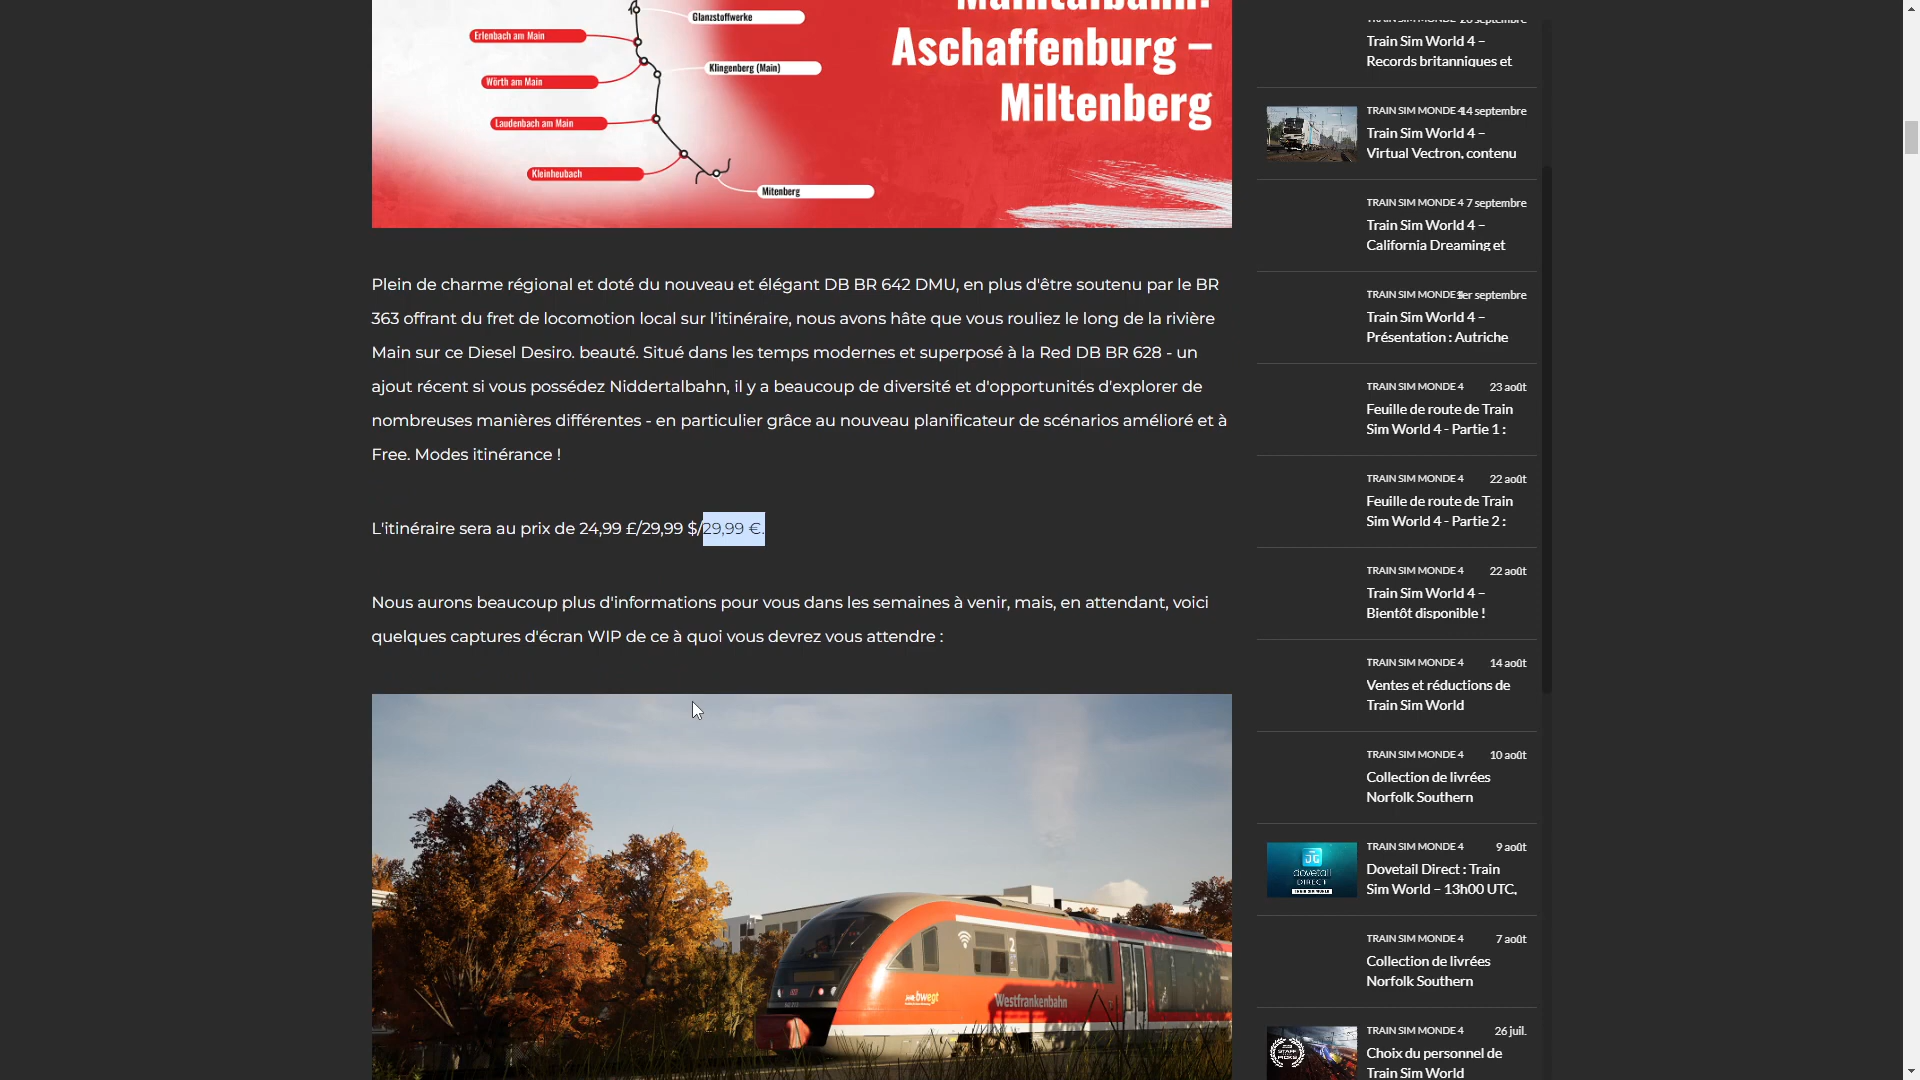 Glanzstoffwerke
Erlenbach am Main
Klingenberg (Main)
Wörth am Main
Laudenbach am Main
Kleinheubach
Mitenberg
Maintalbahn:
Aschaffenburg –
Miltenberg
Plein de charme régional et doté du nouveau et élégant DB BR 642 DMU, en plus d'être soutenu par le BR
363 offrant du fret de locomotion local sur l'itinéraire, nous avons hâte que vous rouliez le long de la rivière
Main sur ce Diesel Desiro. beauté. Situé dans les temps modernes et superposé à la Red DB BR 628 - un
ajout récent si vous possédez Niddertalbahn, il y a beaucoup de diversité et d'opportunités d'explorer de
nombreuses manières différentes - en particulier grâce au nouveau planificateur de scénarios amélioré et à
Free. Modes itinérance !
L'itinéraire sera au prix de 24,99 £/29,99 $/29,99 €.
Nous aurons beaucoup plus d'informations pour vous dans les semaines à venir, mais, en attendant, voici
quelques captures d'écran WIP de ce à quoi vous devrez vous attendre :
2
bwegt
Westfrankenbahn
TRAIN SIM MONDE 4 20 septembre
Train Sim World 4 –
Records britanniques et
TRAIN SIM MONDE 4 14 septembre
Train Sim World 4 –
Virtual Vectron, contenu
TRAIN SIM MONDE 4 7 septembre
Train Sim World 4 –
California Dreaming et
TRAIN SIM MONDE 4 1er septembre
Train Sim World 4 –
Présentation : Autriche
TRAIN SIM MONDE 4 23 août
Feuille de route de Train
Sim World 4 - Partie 1 :
TRAIN SIM MONDE 4 22 août
Feuille de route de Train
Sim World 4 - Partie 2 :
TRAIN SIM MONDE 4 22 août
Train Sim World 4 –
Bientôt disponible !
TRAIN SIM MONDE 4 14 août
Ventes et réductions de
Train Sim World
TRAIN SIM MONDE 4 10 août
Collection de livrées
Norfolk Southern
dovetail
DIRECT
TRAIN SIM MONDE 4 9 août
Dovetail Direct : Train
Sim World – 13h00 UTC,
TRAIN SIM MONDE 4 7 août
Collection de livrées
Norfolk Southern
STAFF
PICKS
TRAIN SIM MONDE 4 26 juil.
Choix du personnel de
Train Sim World